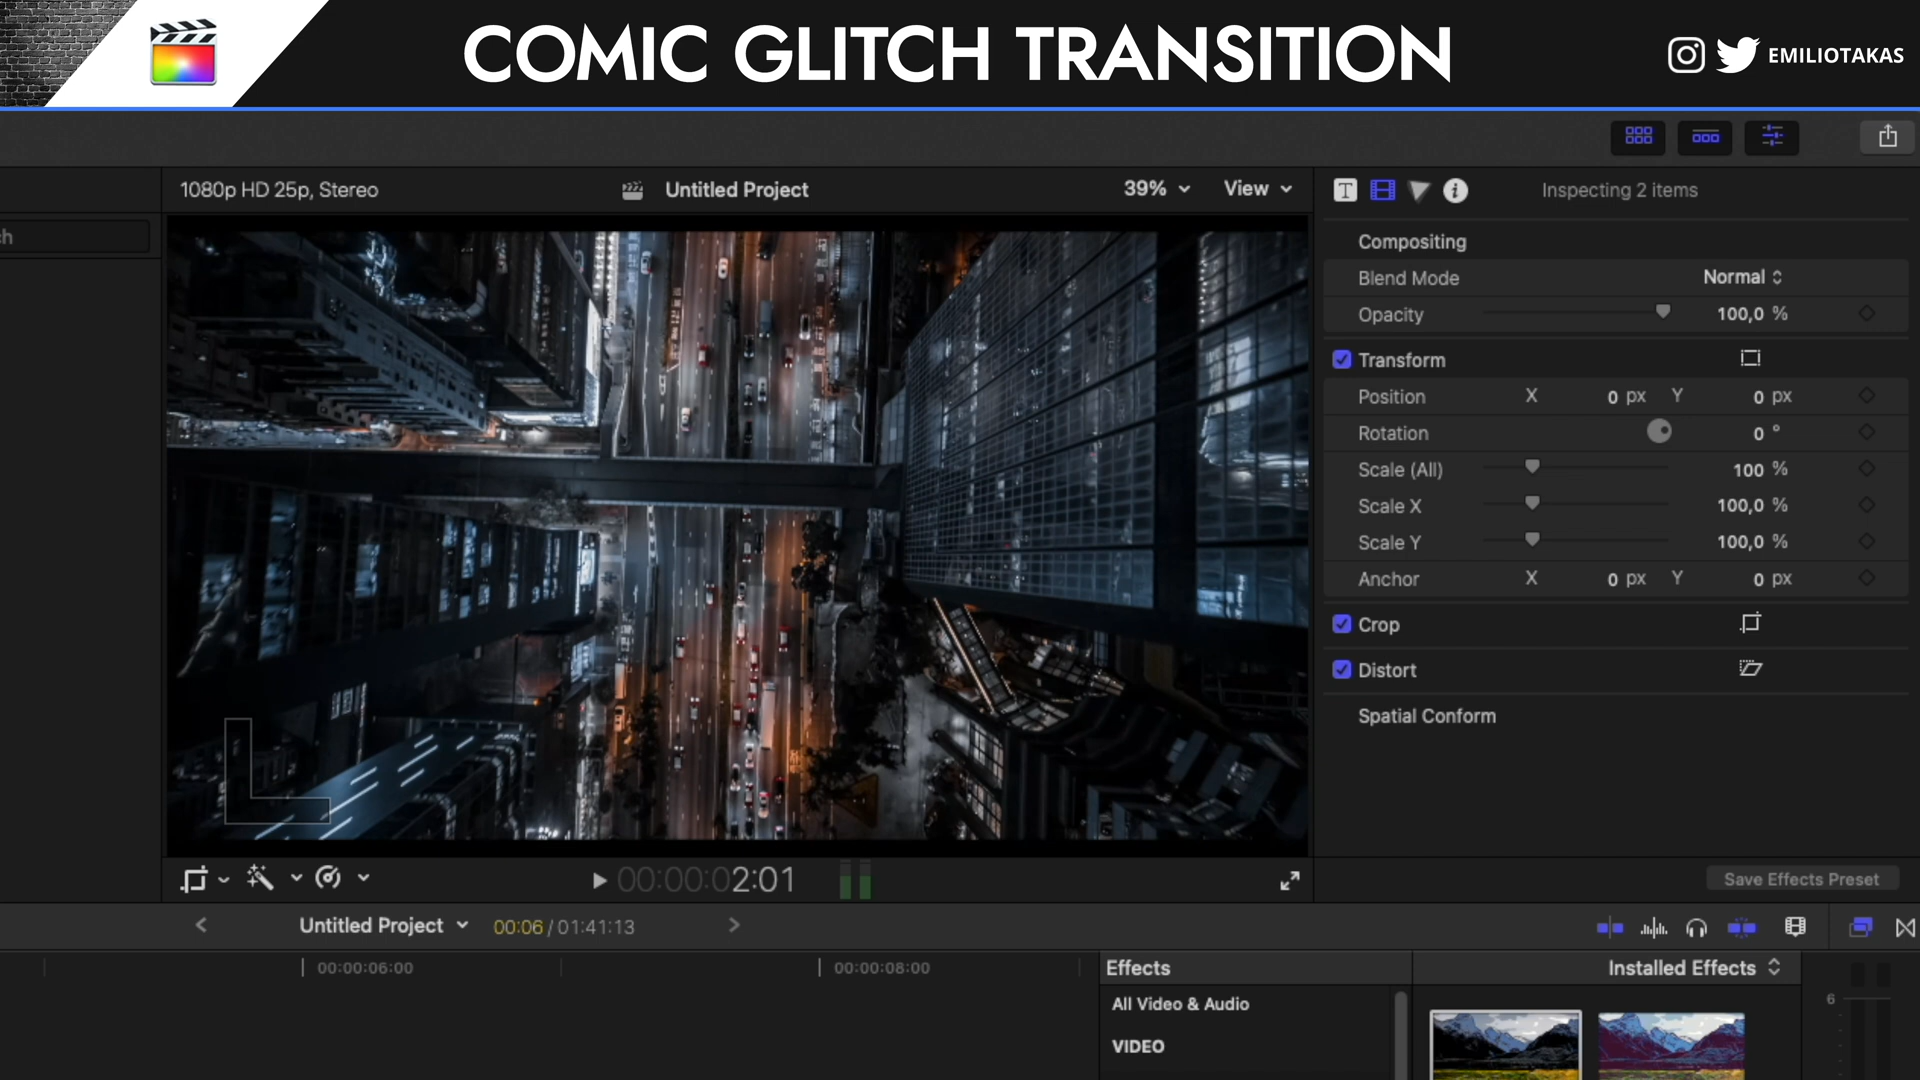 COMIC GLITCH TRANSITION
EMILIOTAKAS
1080p HD 25p, Stereo
Untitled Project
39%
View
T
i
Inspecting 2 items
ch
Compositing
Blend Mode
Normal
Opacity
100,0 %
Transform
Position
X
0 px
Y
0 px
Rotation
0 °
Scale (All)
100 %
Scale X
100,0 %
Scale Y
100,0 %
Anchor
X
0 px
Y
0 px
Crop
Distort
Spatial Conform
00:00:02:01
Save Effects Preset
Untitled Project
00:06 / 01:41:13
00:00:06:00
00:00:08:00
Effects
Installed Effects
All Video & Audio
VIDEO
6